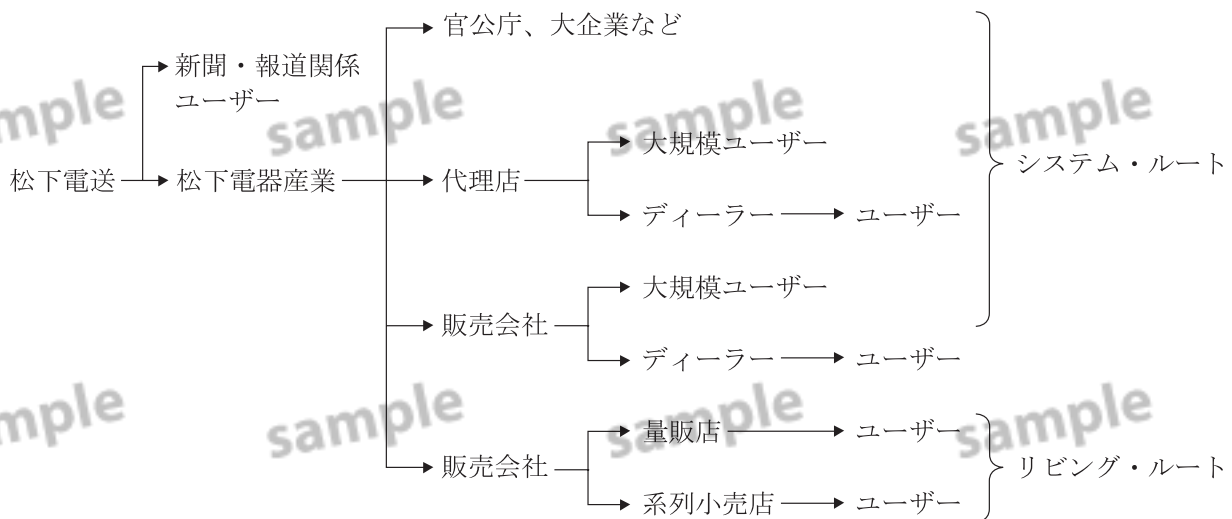 官公庁、大企業など
新聞・報道関係
ユーザー
sample
sample
sample
sample
大規模ユーザー
システム・ルート
松下電送
松下電器産業
代理店
ディーラー
ユーザー
大規模ユーザー
販売会社
ディーラー
ユーザー
sample
sample
sample
sample
量販店
ユーザー
販売会社
リビング・ルート
系列小売店
ユーザー